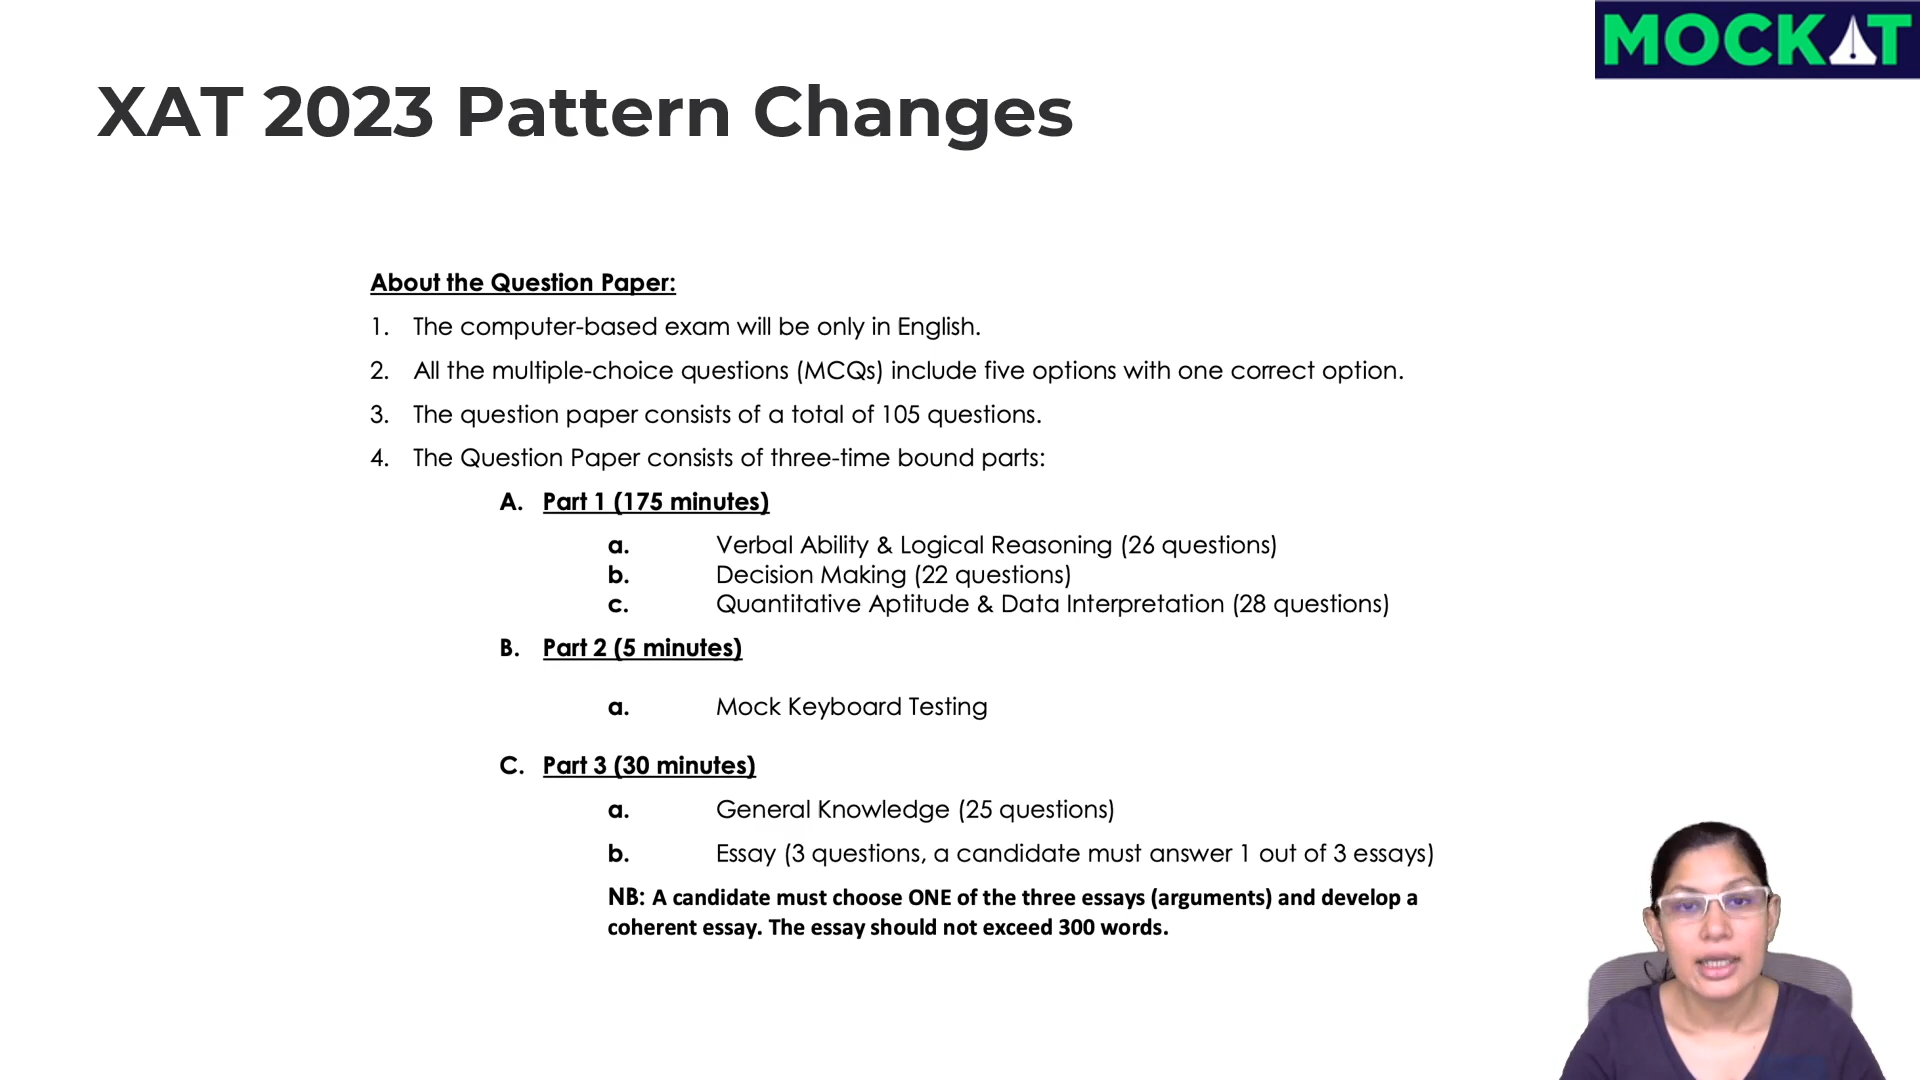 MOCKAT
XAT 2023 Pattern Changes
About the Question Paper:
1. The computer-based exam will be only in English.
2. All the multiple-choice questions (MCQs) include five options with one correct option.
3. The question paper consists of a total of 105 questions.
4. The Question Paper consists of three-time bound parts:
A. Part 1 (175 minutes)
a. Verbal Ability & Logical Reasoning (26 questions)
b. Decision Making (22 questions)
c. Quantitative Aptitude & Data Interpretation (28 questions)
B. Part 2 (5 minutes)
a. Mock Keyboard Testing
C. Part 3 (30 minutes)
a. General Knowledge (25 questions)
b. Essay (3 questions, a candidate must answer 1 out of 3 essays)
NB: A candidate must choose ONE of the three essays (arguments) and develop a
coherent essay. The essay should not exceed 300 words.